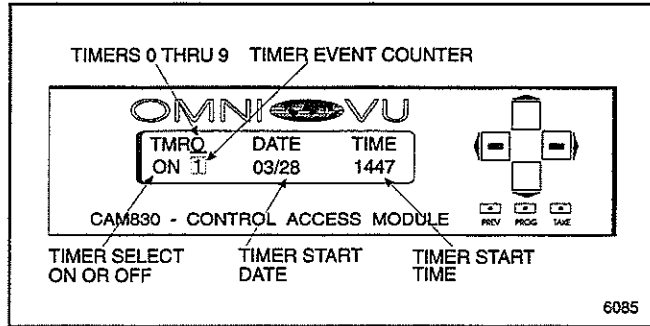 TIMERS 0 THRU 9 TIMER EVENT COUNTER
OMNI VU
TMR0 DATE TIME
ON 1 03/28 1447
CAM830 - CONTROL ACCESS MODULE
PREV PROG TAKE
TIMER SELECT
ON OR OFF
TIMER START
DATE
TIMER START
TIME
6085